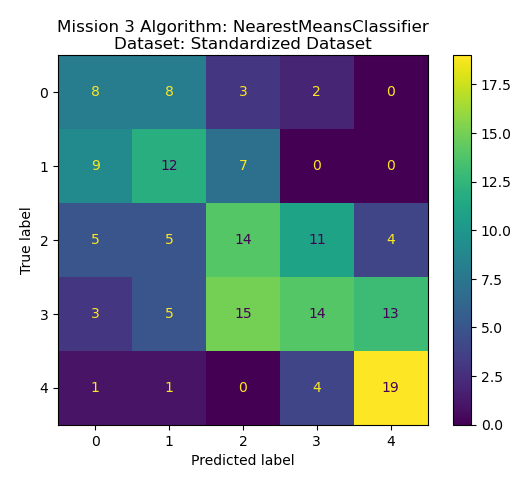 Mission 3 Algorithm: NearestMeansClassifier
Dataset: Standardized Dataset
True label
0 8 8 3 2 0
1 9 12 7 0 0
2 5 5 14 11 4
3 3 5 15 14 13
4 1 1 0 4 19
0 1 2 3 4
Predicted label
17.5
15.0
12.5
10.0
7.5
5.0
2.5
0.0